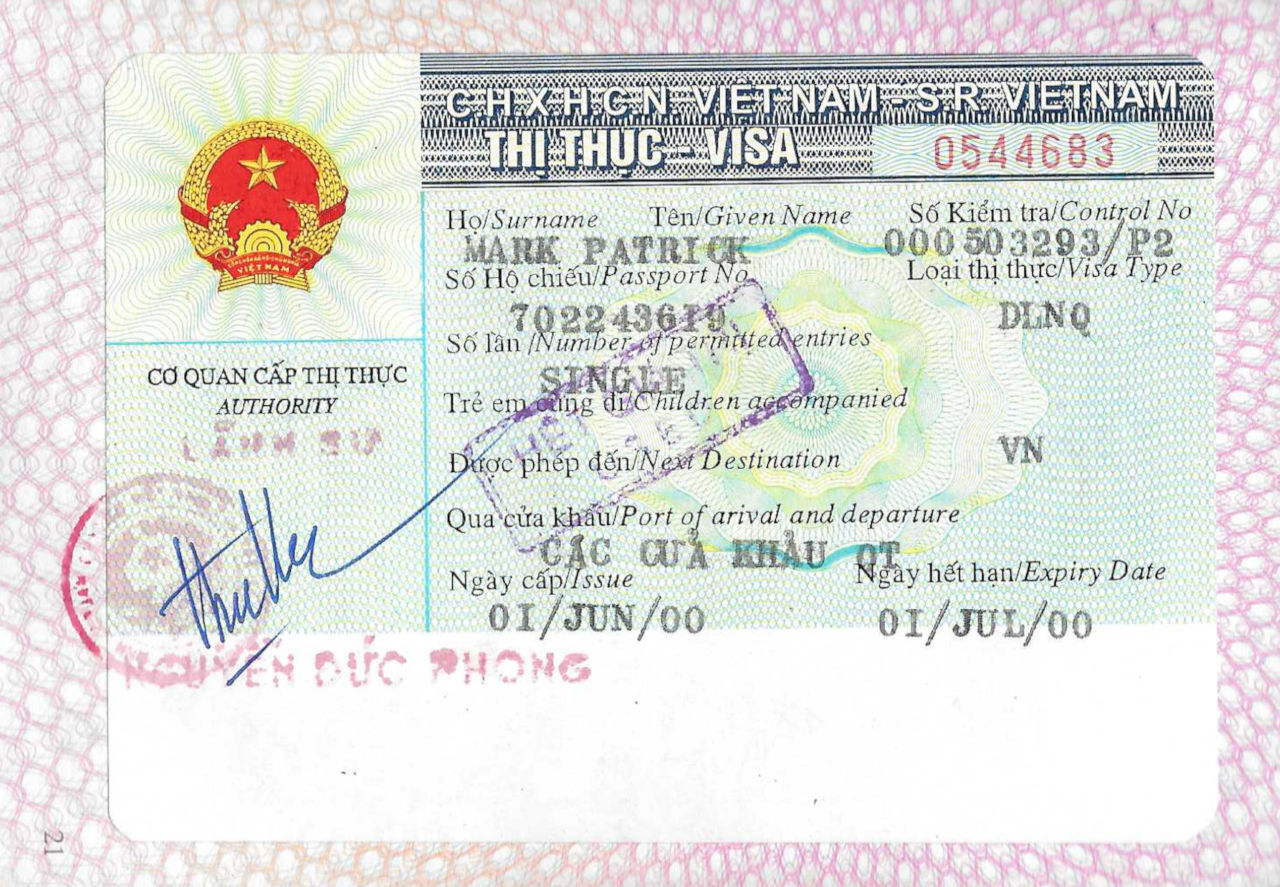 C.H.X.H.C.N. VIỆT NAM - S.R. VIETNAM
THỊ THỰC - VISA
0544683
VIỆT NAM
Họ/Surname Tên/Given Name Số Kiểm tra/Control No
MARK PATRICK 000503293/P2
Số Hộ chiếu/Passport No Loại thị thực/Visa Type
702243619 DLNQ
Số lần /Number of permitted entries
SINGLE
Trẻ em cùng đi/Children accompanied
CƠ QUAN CẤP THỊ THỰC
AUTHORITY
LÃNH SỰ
Được phép đến/Next Destination VN
Qua cửa khẩu/Port of arival and departure
CÁC CUẢ KHẨU QT
Ngày cấp/Issue Ngày hết hạn/Expiry Date
01/JUN/00 01/JUL/00
NGUYỄN ĐỨC PHONG
21